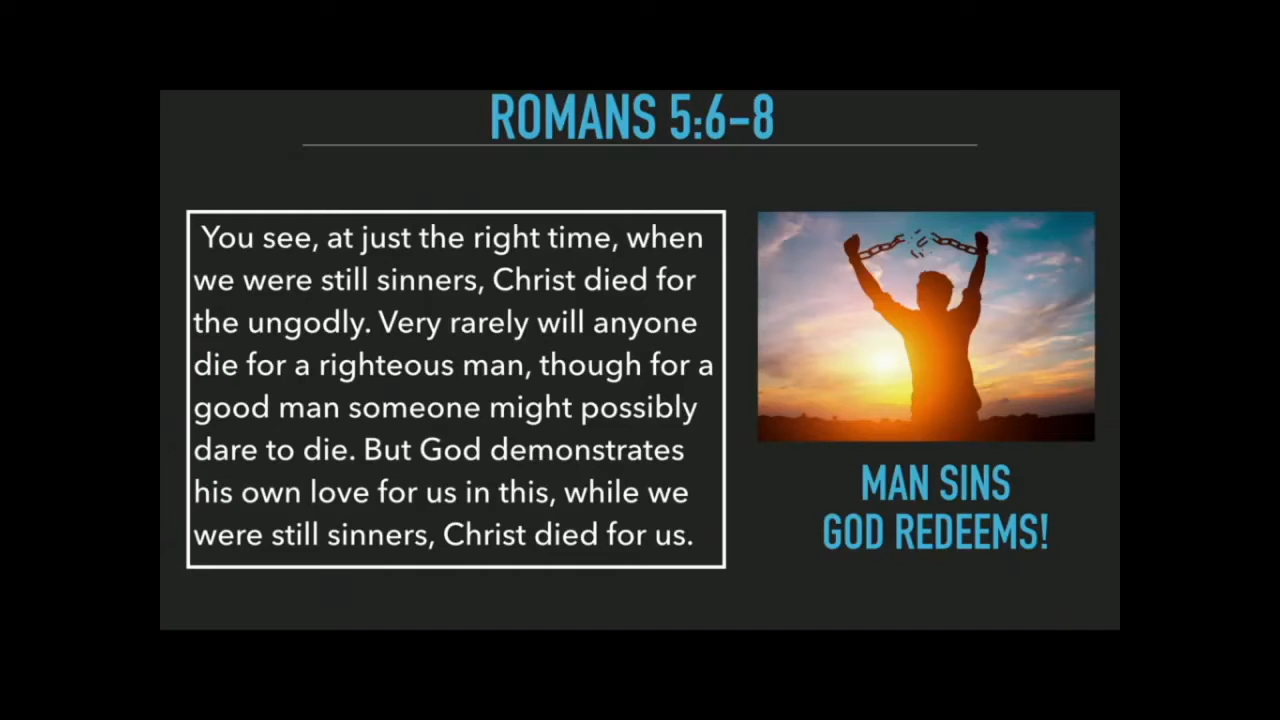 ROMANS 5:6-8
You see, at just the right time, when
we were still sinners, Christ died for
the ungodly. Very rarely will anyone
die for a righteous man, though for a
good man someone might possibly
dare to die. But God demonstrates
his own love for us in this, while we
were still sinners, Christ died for us.
MAN SINS
GOD REDEEMS!